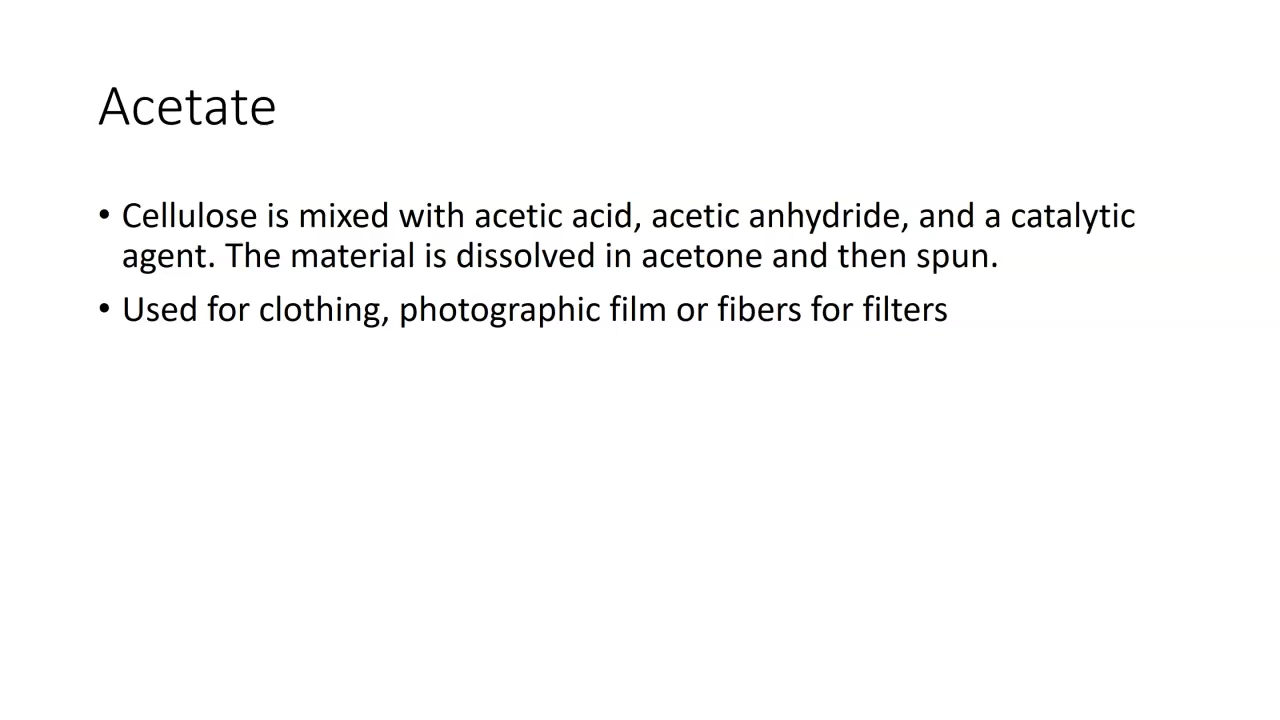 Acetate
• Cellulose is mixed with acetic acid, acetic anhydride, and a catalytic
agent. The material is dissolved in acetone and then spun.
• Used for clothing, photographic film or fibers for filters